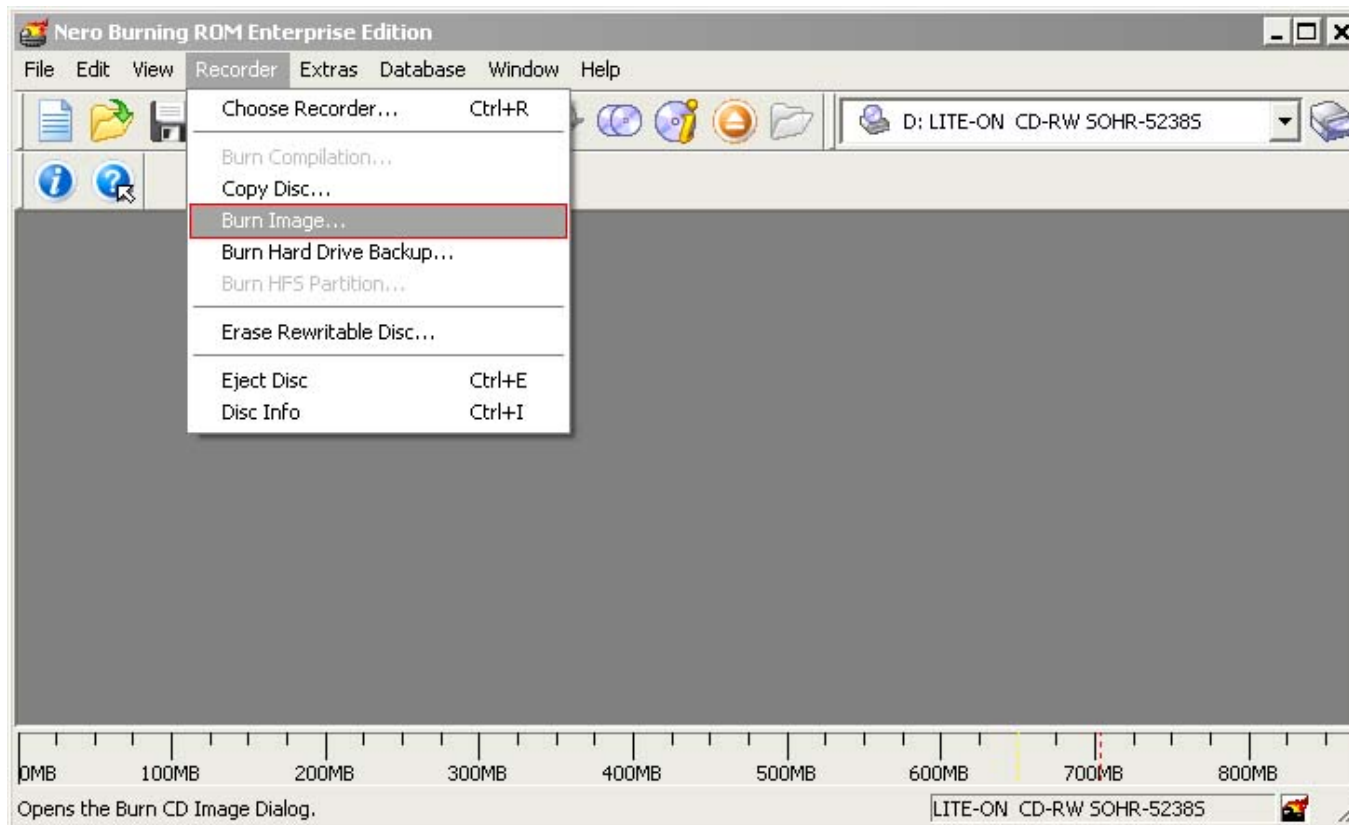 Nero Burning ROM Enterprise Edition
File Edit View Recorder Extras Database Window Help
D: LITE-ON CD-RW SOHR-5238S
Choose Recorder... Ctrl+R
Burn Compilation...
Copy Disc...
Burn Image...
Burn Hard Drive Backup...
Burn HFS Partition...
Erase Rewritable Disc...
Eject Disc Ctrl+E
Disc Info Ctrl+I
0MB 100MB 200MB 300MB 400MB 500MB 600MB 700MB 800MB
Opens the Burn CD Image Dialog. LITE-ON CD-RW SOHR-5238S